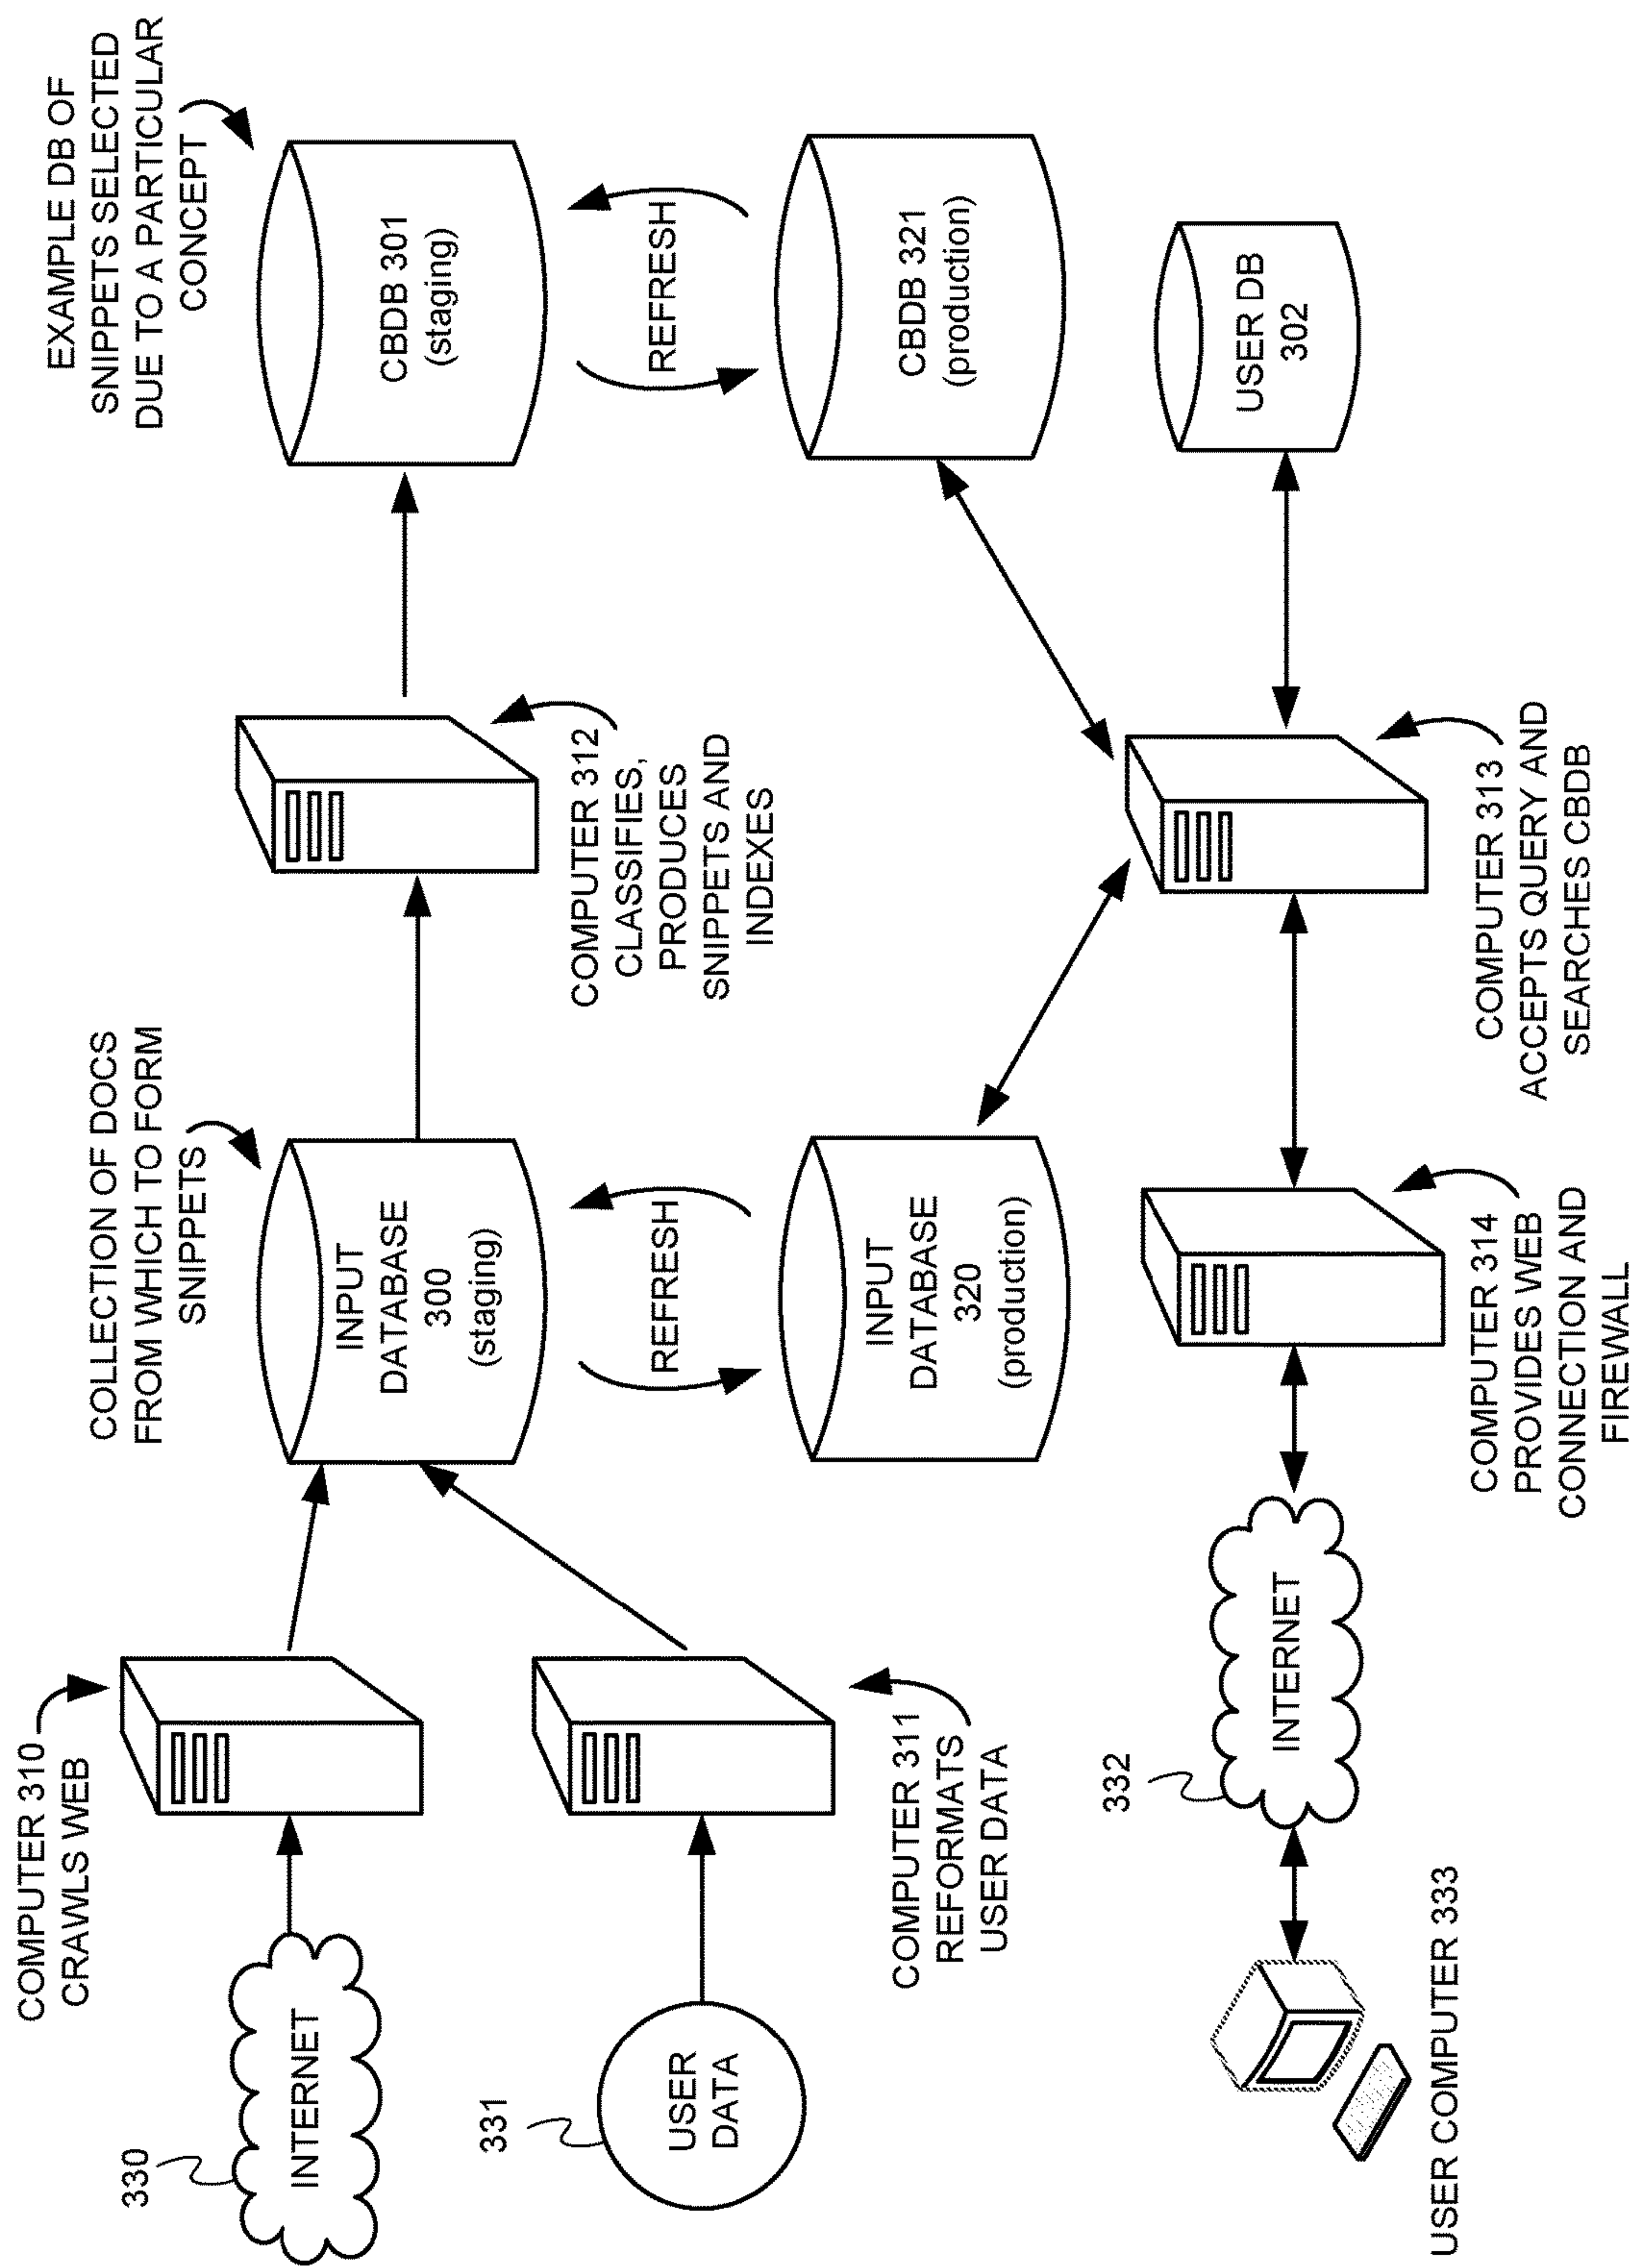 COMPUTER 310
CRAWLS WEB
330
INTERNET
COLLECTION OF DOCS
FROM WHICH TO FORM
SNIPPETS
INPUT
DATABASE
300
(staging)
COMPUTER 312
CLASSIFIES,
PRODUCES
SNIPPETS AND
INDEXES
EXAMPLE DB OF
SNIPPETS SELECTED
DUE TO A PARTICULAR
CONCEPT
CBDB 301
(staging)
331
USER
DATA
COMPUTER 311
REFORMATS
USER DATA
REFRESH
REFRESH
INPUT
DATABASE
320
(production)
CBDB 321
(production)
332
INTERNET
USER DB
302
USER COMPUTER 333
COMPUTER 314
PROVIDES WEB
CONNECTION AND
FIREWALL
COMPUTER 313
ACCEPTS QUERY AND
SEARCHES CBDB